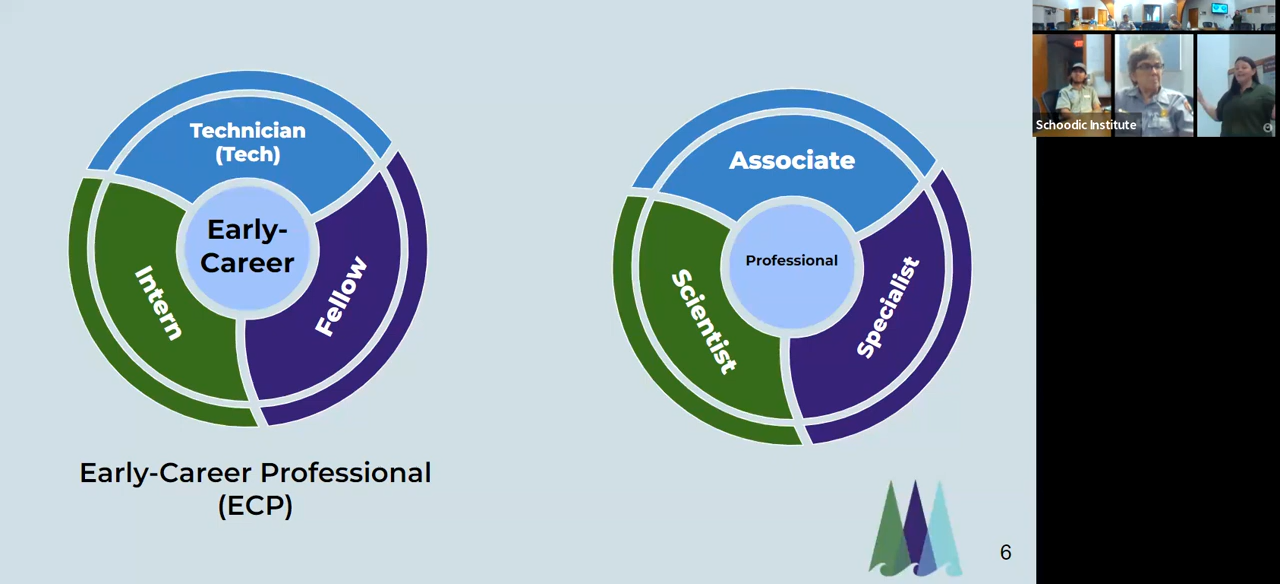 Technician
(Tech)
Early-
Career
Intern
Fellow
Early-Career Professional
(ECP)
Associate
Professional
Scientist
Specialist
6
Schoodic Institute